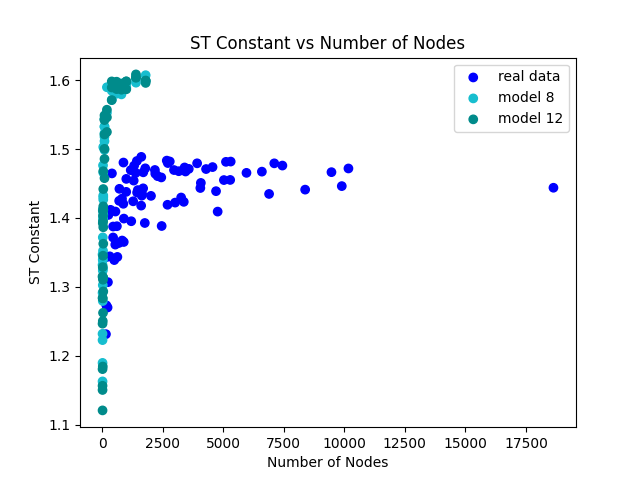 ST Constant vs Number of Nodes
real data
model 8
model 12
ST Constant
1.6
1.5
1.4
1.3
1.2
1.1
0
2500
5000
7500
10000
12500
15000
17500
Number of Nodes